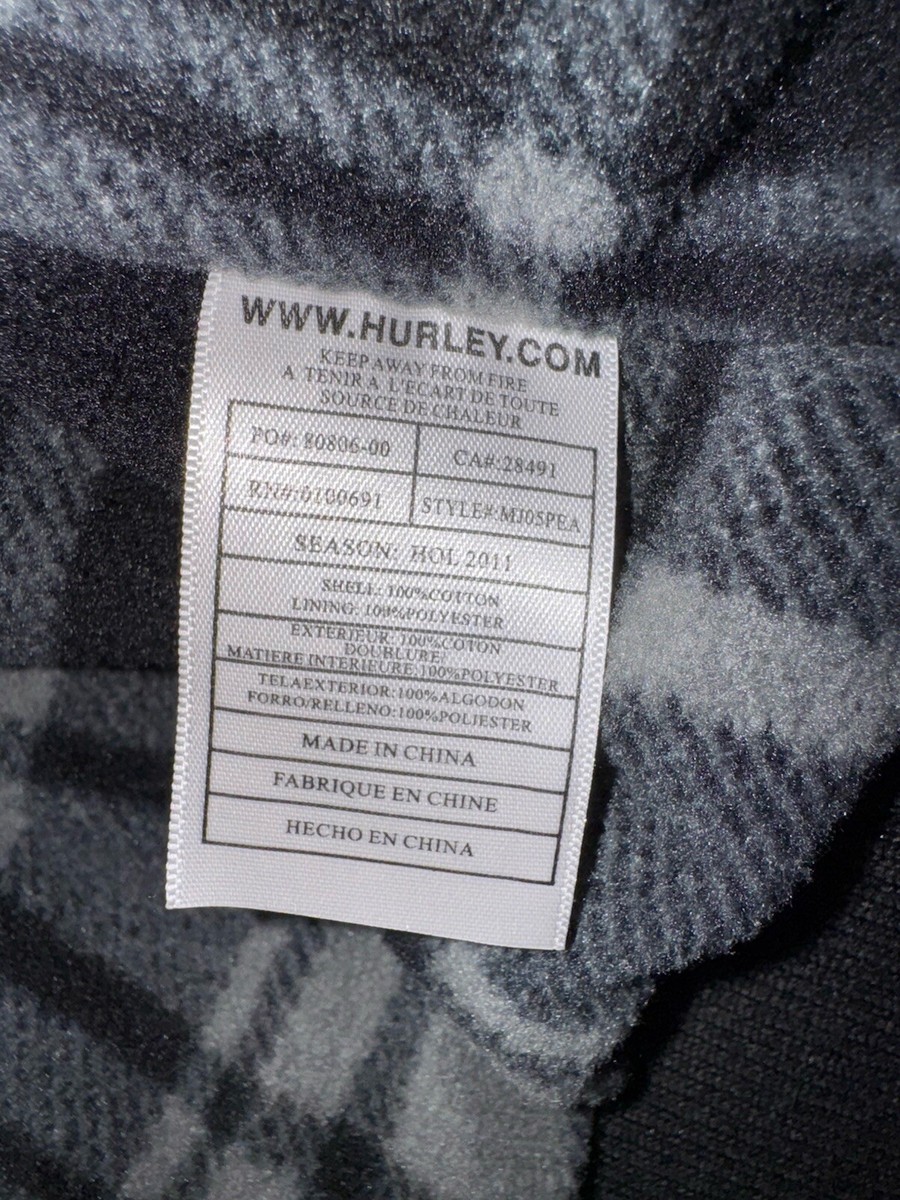 WWW.HURLEY.COM
KEEP AWAY FROM FIRE
A TENIR A L'ECART DE TOUTE
SOURCE DE CHALEUR
PO#: 80806-00
CA#:28491
RN#:0100691
STYLE#:MJ05PEA
SEASON: HOL 2011
SHELL: 100%COTTON
LINING: 100%POLYESTER
EXTERIEUR: 100%COTON
DOUBLURE/
MATIERE INTERIEURE:100%POLYESTER
TELAEXTERIOR:100%ALGODON
FORRO/RELLENO:100%POLIESTER
MADE IN CHINA
FABRIQUE EN CHINE
HECHO EN CHINA